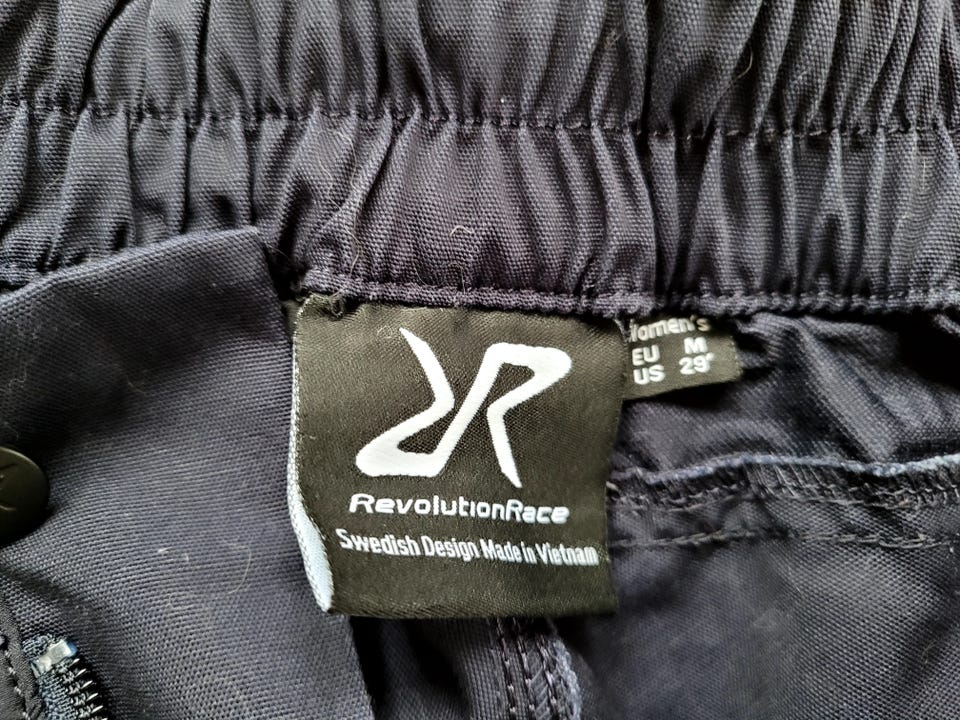 RevolutionRace
Swedish Design Made in Vietnam
Women's
EU M
US 29"